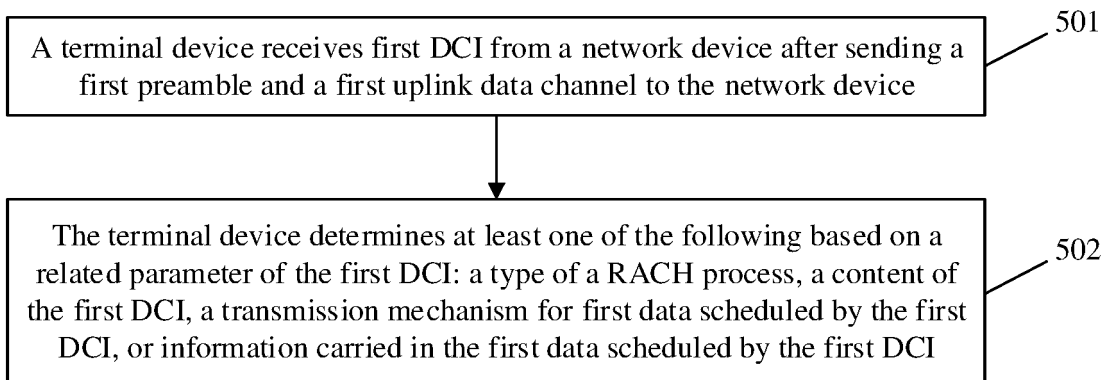 501
A terminal device receives first DCI from a network device after sending a
first preamble and a first uplink data channel to the network device
The terminal device determines at least one of the following based on a
related parameter of the first DCI: a type of a RACH process, a content of
the first DCI, a transmission mechanism for first data scheduled by the first
DCI, or information carried in the first data scheduled by the first DCI
502